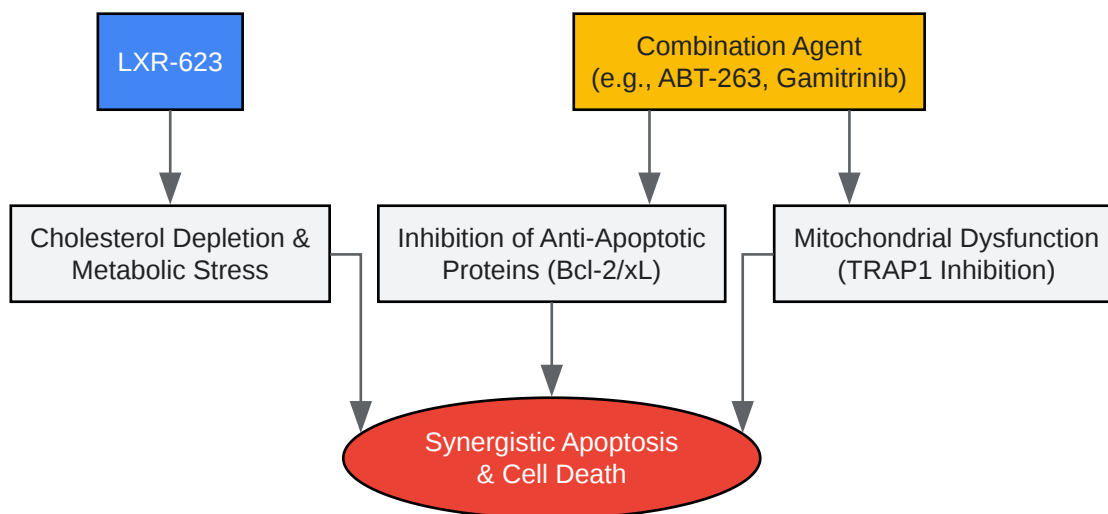 LXR-623
Combination Agent
(e.g., ABT-263, Gamitrinib)
Cholesterol Depletion &
Metabolic Stress
Inhibition of Anti-Apoptotic
Proteins (Bcl-2/xL)
Mitochondrial Dysfunction
(TRAP1 Inhibition)
Synergistic Apoptosis
& Cell Death